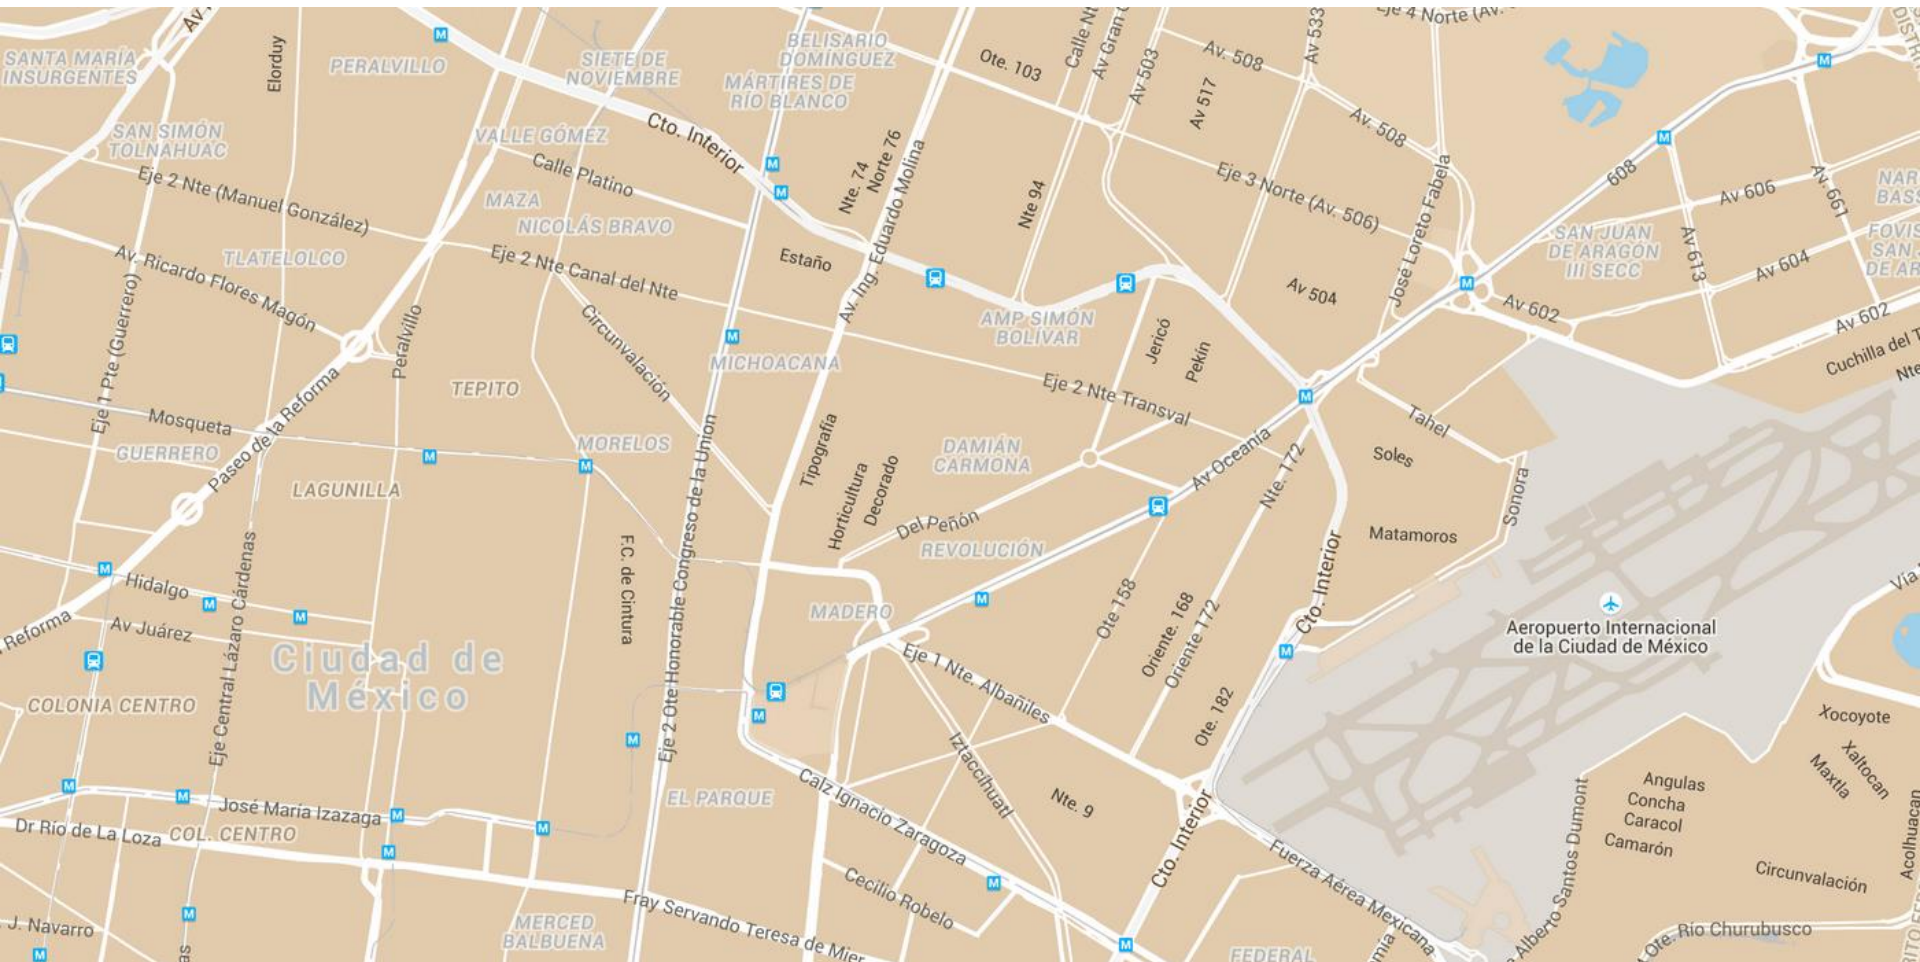 Eje 4 Norte (Av.
SANTA MARÍA
INSURGENTES
Elorduy
PERALVILLO
SIETE DE
NOVIEMBRE
BELISARIO
DOMÍNGUEZ
MÁRTIRES DE
RÍO BLANCO
Ote. 103
Av 503
Av. 508
Av 533
Av 517
Av. 508
SAN SIMÓN
TOLNAHUAC
VALLE GÓMEZ
Cto. Interior
Calle Platino
Nte. 74
Norte 76
Eje 2 Nte (Manuel González)
MAZA
NICOLÁS BRAVO
Nte 94
Eje 3 Norte (Av. 506)
José Loreto Fabela
608
Av 606
Av. 661
SAN JUAN
DE ARAGÓN
III SECC
Av 613
Av 604
Av. Ricardo Flores Magón
TLATELOLCO
Eje 2 Nte Canal del Nte
Estaño
Av. Ing. Eduardo Molina
Av 504
Av 602
Av 602
Cuchilla del T
Nte
Eje 1 Pte (Guerrero)
Peralvillo
Circunvalación
MICHOACANA
AMP SIMÓN
BOLÍVAR
Jericó
Pekín
Eje 2 Nte Transval
TEPITO
Mosqueta
Paseo de la Reforma
GUERRERO
MORELOS
LAGUNILLA
Tipografía
Horticultura
Decorado
DAMIÁN
CARMONA
Av Oceanía
Nte. 172
Tahel
Soles
Sonora
Matamoros
Del Peñón
REVOLUCIÓN
F.C. de Cintura
Eje 2 Ote Honorable Congreso de la Unión
Hidalgo
Av Juárez
Reforma
Eje Central Lázaro Cárdenas
Ciudad de
México
COLONIA CENTRO
MADERO
Ote 158
Oriente. 168
Oriente 172
Cto. Interior
Ote. 182
Eje 1 Nte. Albañiles
Aeropuerto Internacional
de la Ciudad de México
Xocoyote
Xaltocan
Maxtla
Angulas
Concha
Caracol
Camarón
Circunvalación
Acolhuacan
Iztaccíhuatl
Nte. 9
EL PARQUE
Calz Ignacio Zaragoza
José María Izazaga
Dr Río de La Loza
COL. CENTRO
J. Navarro
MERCED
BALBUENA
Fray Servando Teresa de Mier
Cecilio Robelo
Cto. Interior
Fuerza Aérea Mexicana
Alberto Santos Dumont
Ote. Río Churubusco
FEDERAL